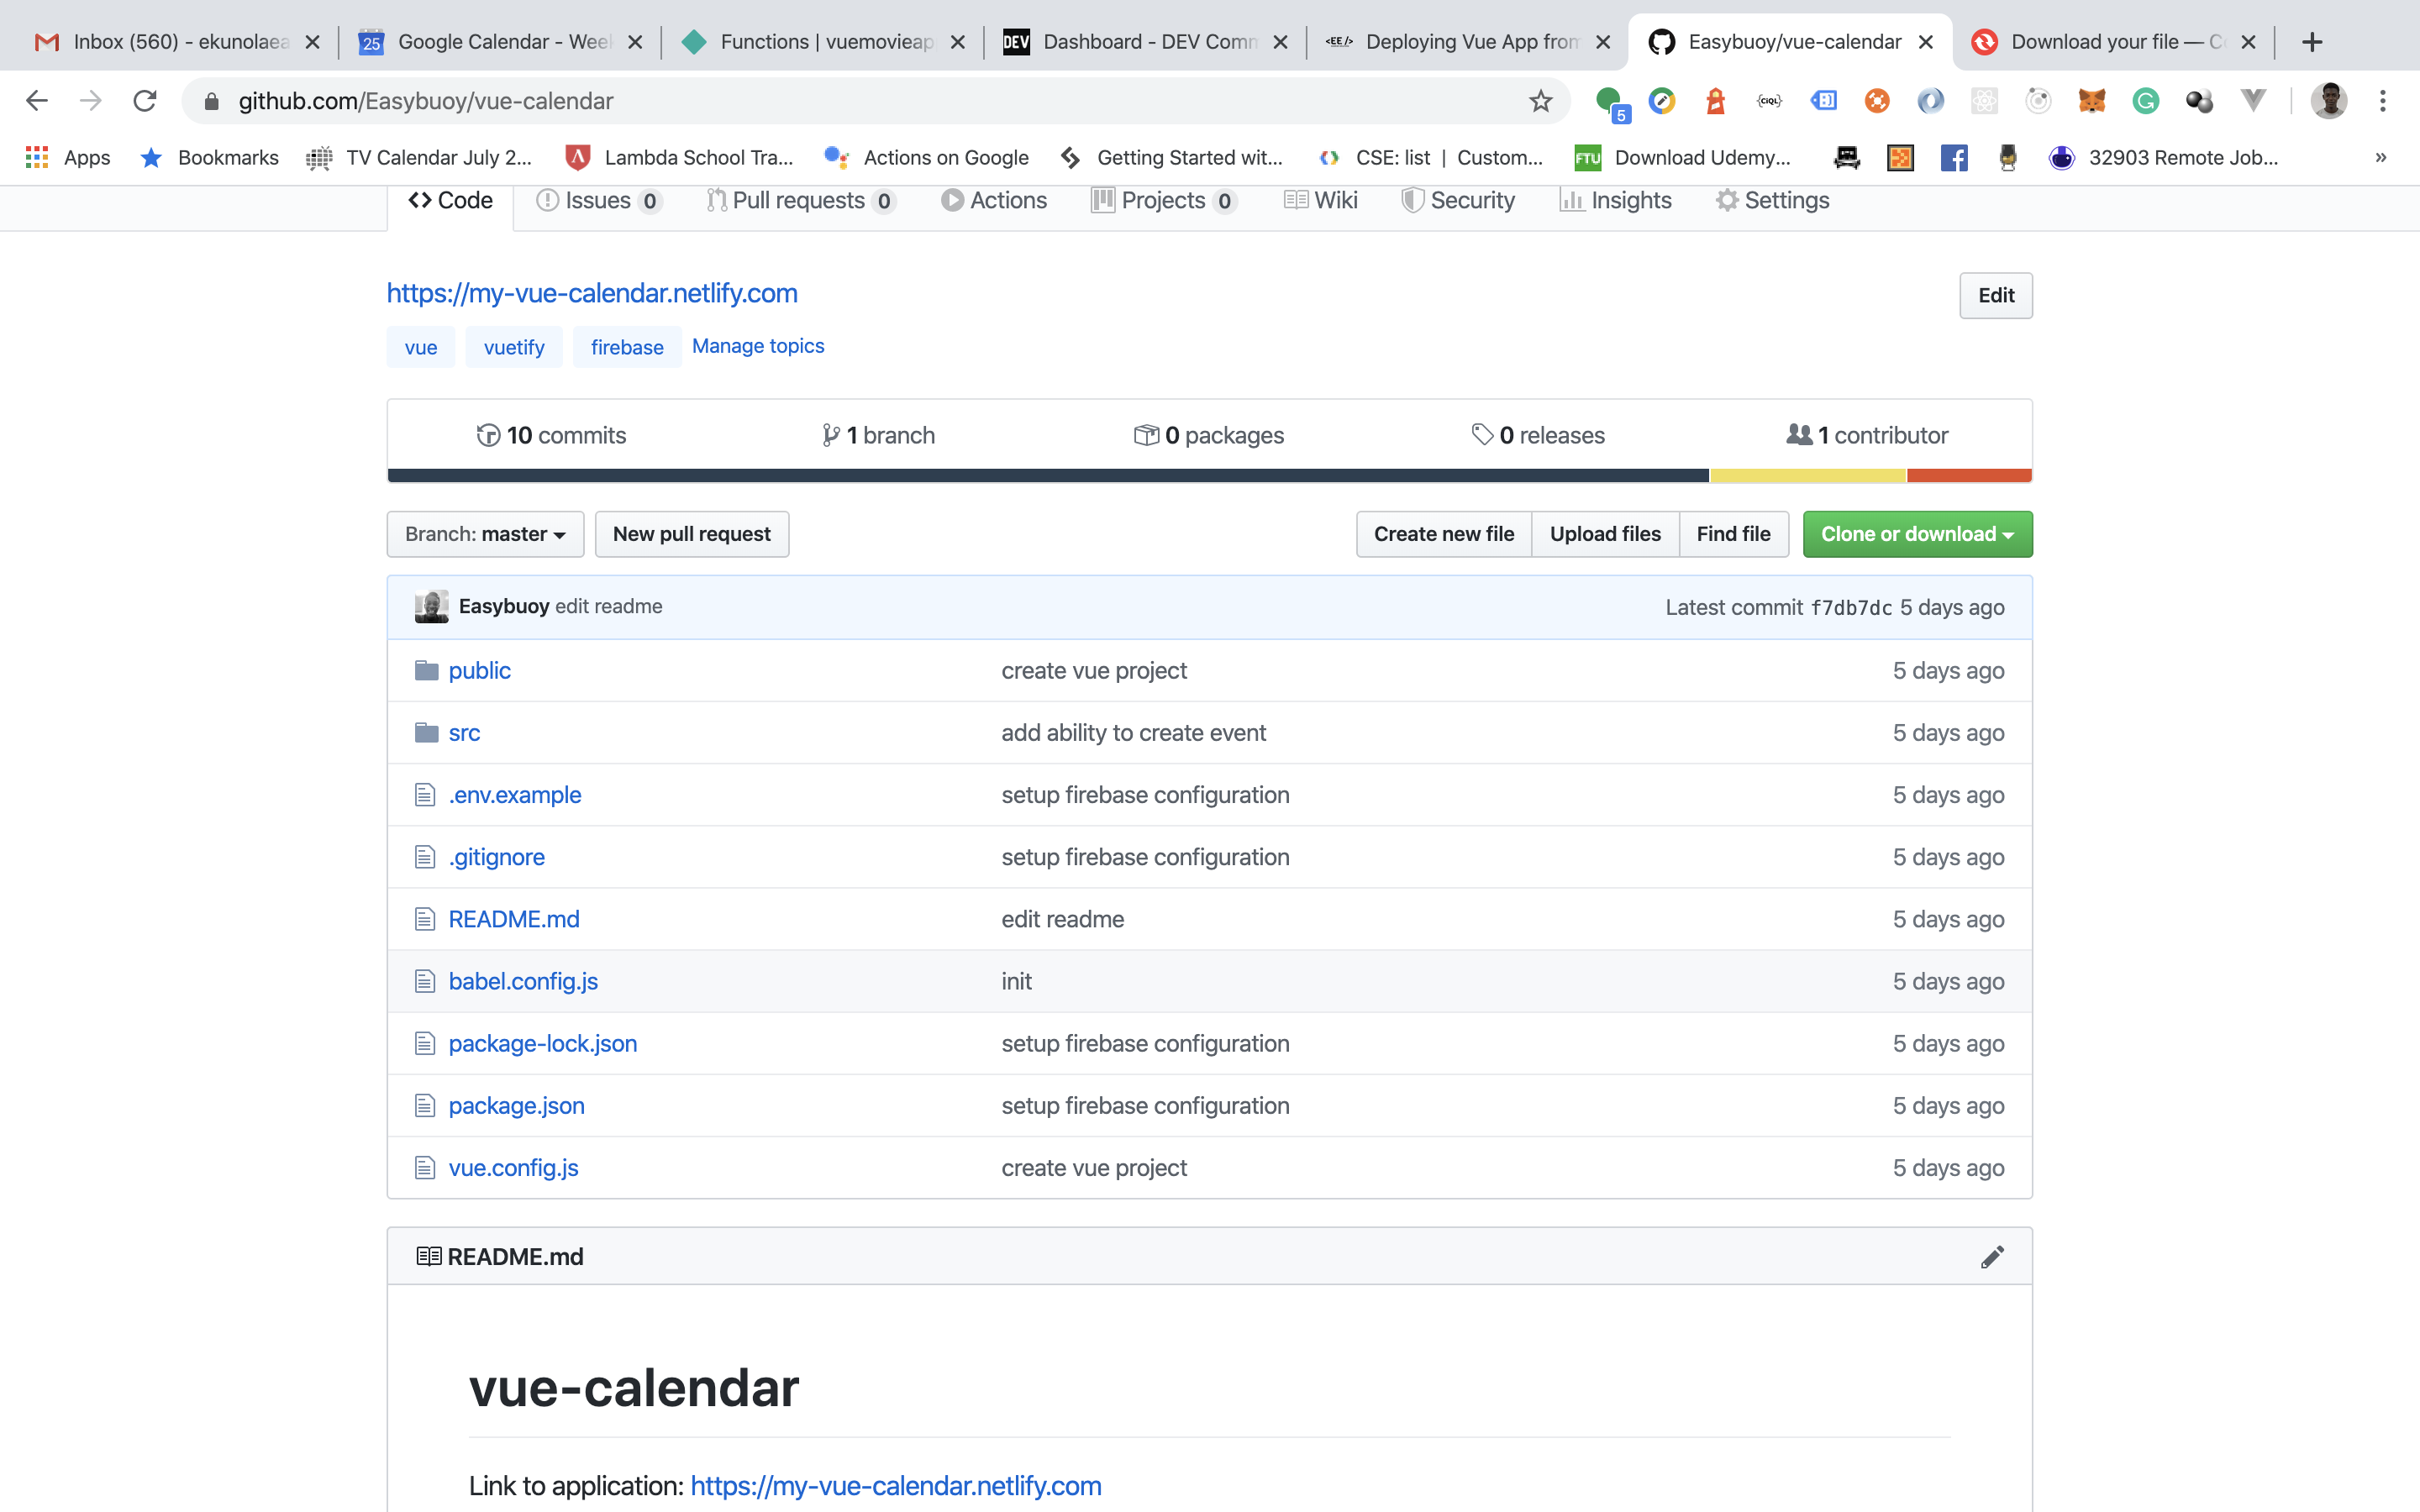 Inbox (560) - ekunolaea
25 Google Calendar - Week
Functions | vuemovieap
DEV Dashboard - DEV Comm
<EE/> Deploying Vue App from
Easybuoy/vue-calendar
Download your file — C
github.com/Easybuoy/vue-calendar
5
{CiQL}
Apps
Bookmarks
TV Calendar July 2...
Lambda School Tra...
Actions on Google
Getting Started wit...
CSE: list | Custom...
FTU Download Udemy...
32903 Remote Job...
»
Code
Issues 0
Pull requests 0
Actions
Projects 0
Wiki
Security
Insights
Settings
https://my-vue-calendar.netlify.com
Edit
vue vuetify firebase Manage topics
10 commits
1 branch
0 packages
0 releases
1 contributor
Branch: master
New pull request
Create new file
Upload files
Find file
Clone or download
Easybuoy edit readme
Latest commit f7db7dc 5 days ago
public create vue project 5 days ago
src add ability to create event 5 days ago
.env.example setup firebase configuration 5 days ago
.gitignore setup firebase configuration 5 days ago
README.md edit readme 5 days ago
babel.config.js init 5 days ago
package-lock.json setup firebase configuration 5 days ago
package.json setup firebase configuration 5 days ago
vue.config.js create vue project 5 days ago
README.md
vue-calendar
Link to application: https://my-vue-calendar.netlify.com